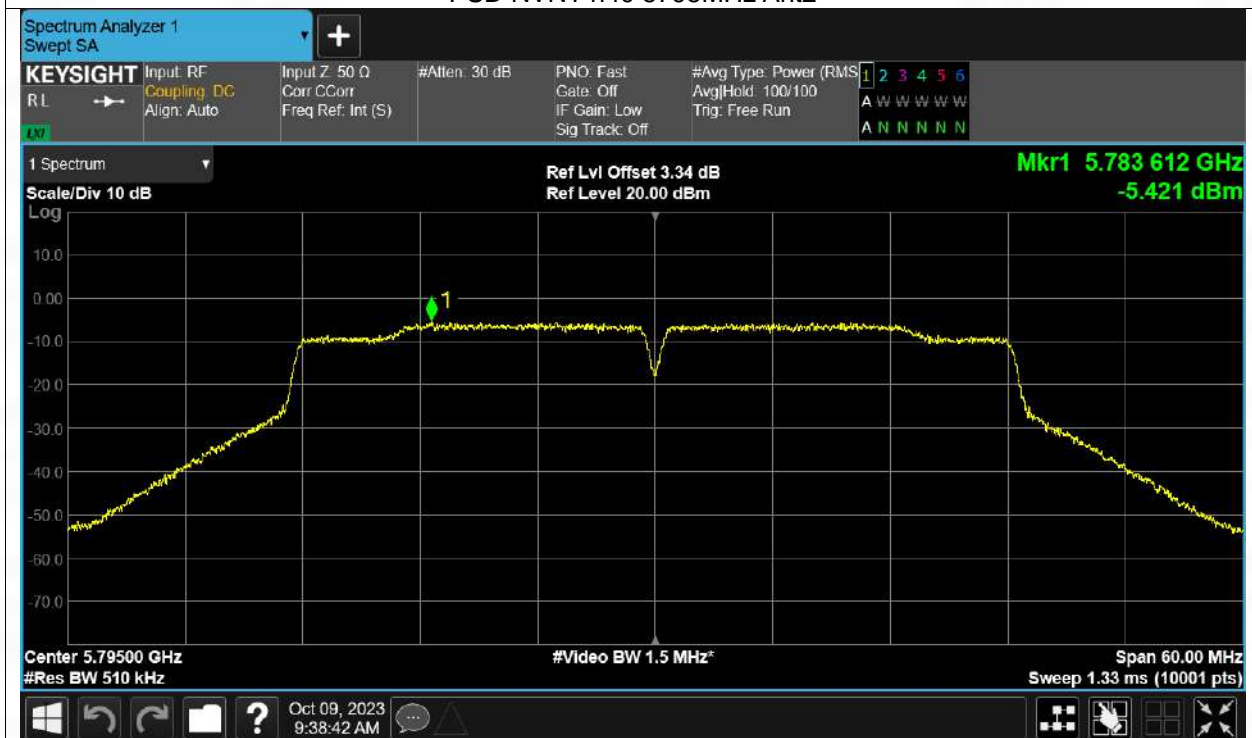 Spectrum Analyzer 1
Swept SA
+
KEYSIGHT
RL
LXI
Input: RF
Coupling: DC
Align: Auto
Input Z: 50 Ω
Corr CCorr
Freq Ref: Int (S)
#Atten: 30 dB
PNO: Fast
Gate: Off
IF Gain: Low
Sig Track: Off
#Avg Type: Power (RMS
Avg|Hold: 100/100
Trig: Free Run
1 2 3 4 5 6
A W W W W W
A N N N N N
1 Spectrum
Scale/Div 10 dB
Log
Ref Lvl Offset 3.34 dB
Ref Level 20.00 dBm
Mkr1 5.783 612 GHz
-5.421 dBm
10.0
0.00
-10.0
-20.0
-30.0
-40.0
-50.0
-60.0
-70.0
1
Center 5.79500 GHz
#Res BW 510 kHz
#Video BW 1.5 MHz*
Span 60.00 MHz
Sweep 1.33 ms (10001 pts)
?
Oct 09, 2023
9:38:42 AM